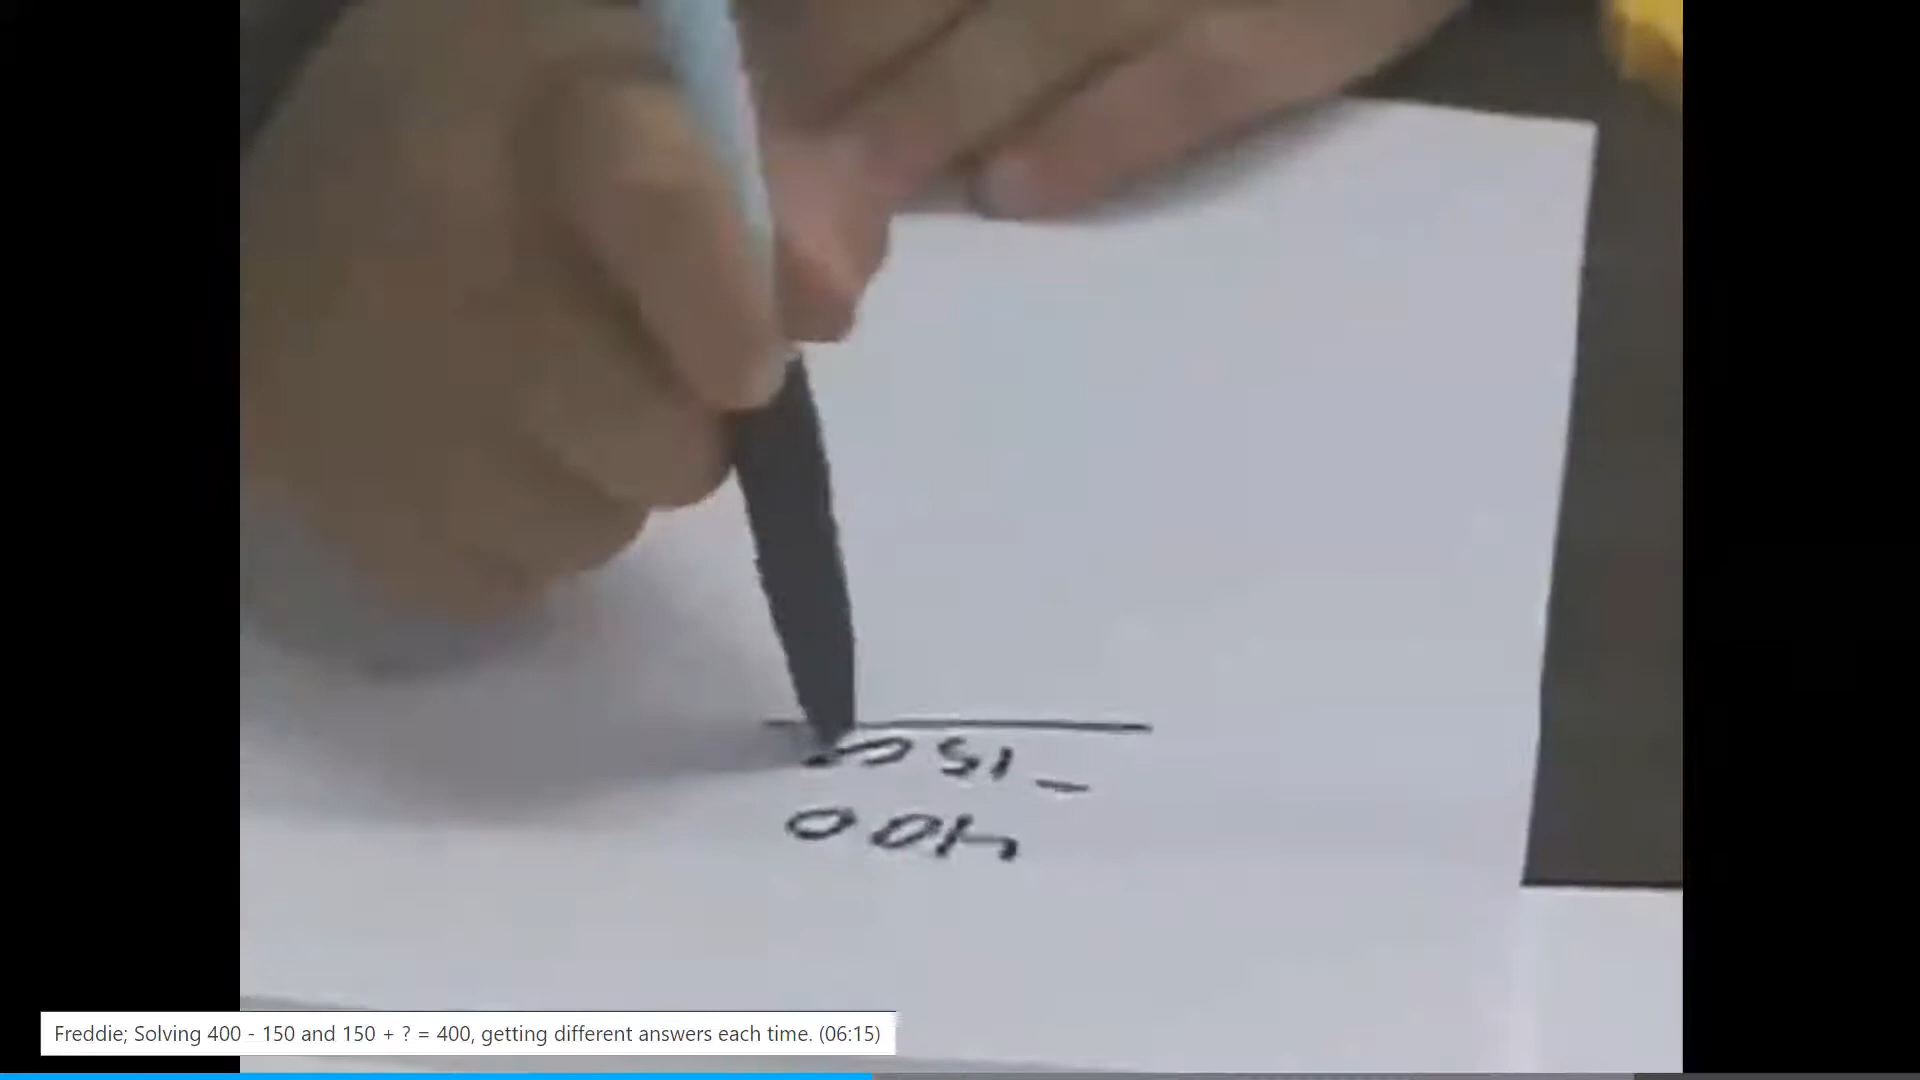 400
- 150
Freddie; Solving 400 - 150 and 150 + ? = 400, getting different answers each time. (06:15)